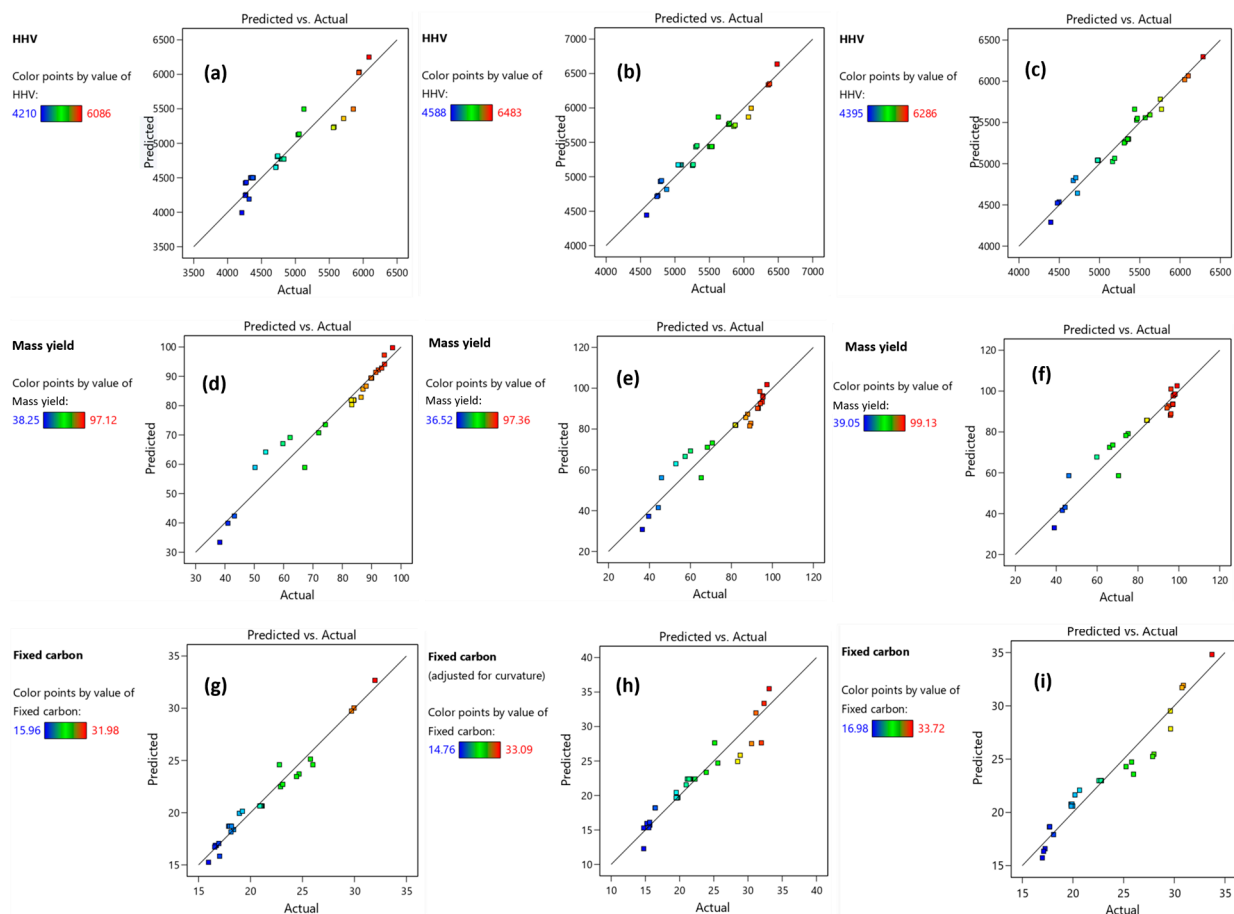 Predicted vs. Actual
HHV
Color points by value of
HHV:
4210 6086
(a)
Predicted
6500
6000
5500
5000
4500
4000
3500
3500 4000 4500 5000 5500 6000 6500
Actual
Predicted vs. Actual
HHV
Color points by value of
HHV:
4588 6483
(b)
Predicted
7000
6500
6000
5500
5000
4500
4000
4000 4500 5000 5500 6000 6500 7000
Actual
Predicted vs. Actual
HHV
Color points by value of
HHV:
4395 6286
(c)
Predicted
6500
6000
5500
5000
4500
4000
4000 4500 5000 5500 6000 6500
Actual
Predicted vs. Actual
Mass yield
Color points by value of
Mass yield:
38.25 97.12
(d)
Predicted
100
90
80
70
60
50
40
30
30 40 50 60 70 80 90 100
Actual
Predicted vs. Actual
Mass yield
Color points by value of
Mass yield:
36.52 97.36
(e)
Predicted
120
100
80
60
40
20
20 40 60 80 100 120
Actual
Predicted vs. Actual
Mass yield
Color points by value of
Mass yield:
39.05 99.13
(f)
Predicted
120
100
80
60
40
20
20 40 60 80 100 120
Actual
Predicted vs. Actual
Fixed carbon
Color points by value of
Fixed carbon:
15.96 31.98
(g)
Predicted
35
30
25
20
15
15 20 25 30 35
Actual
Predicted vs. Actual
Fixed carbon
(adjusted for curvature)
Color points by value of
Fixed carbon:
14.76 33.09
(h)
Predicted
40
35
30
25
20
15
10
10 15 20 25 30 35 40
Actual
Predicted vs. Actual
Fixed carbon
Color points by value of
Fixed carbon:
16.98 33.72
(i)
Predicted
35
30
25
20
15
15 20 25 30 35
Actual